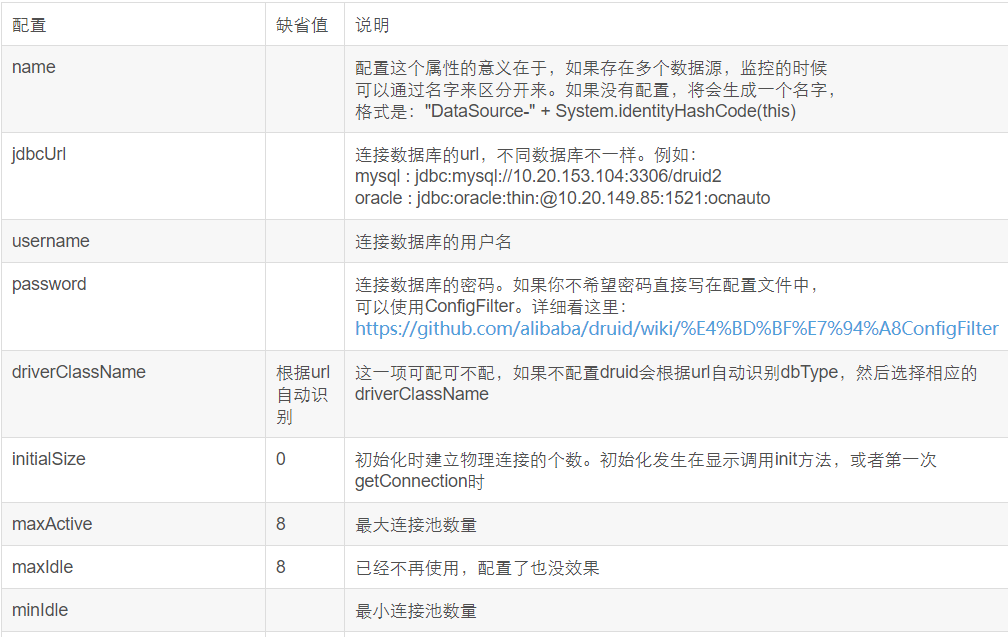 配置 缺省值 说明
name 配置这个属性的意义在于，如果存在多个数据源，监控的时候
可以通过名字来区分开来。如果没有配置，将会生成一个名字，
格式是："DataSource-" + System.identityHashCode(this)
jdbcUrl 连接数据库的url，不同数据库不一样。例如：
mysql : jdbc:mysql://10.20.153.104:3306/druid2
oracle : jdbc:oracle:thin:@10.20.149.85:1521:ocnauto
username 连接数据库的用户名
password 连接数据库的密码。如果你不希望密码直接写在配置文件中，
可以使用ConfigFilter。详细看这里：
https://github.com/alibaba/druid/wiki/%E4%BD%BF%E7%94%A8ConfigFilter
driverClassName 根据url 这一项可配可不配，如果不配置druid会根据url自动识别dbType，然后选择相应的
自动识 driverClassName
别
initialSize 0 初始化时建立物理连接的个数。初始化发生在显示调用init方法，或者第一次
getConnection时
maxActive 8 最大连接池数量
maxIdle 8 已经不再使用，配置了也没效果
minIdle 最小连接池数量